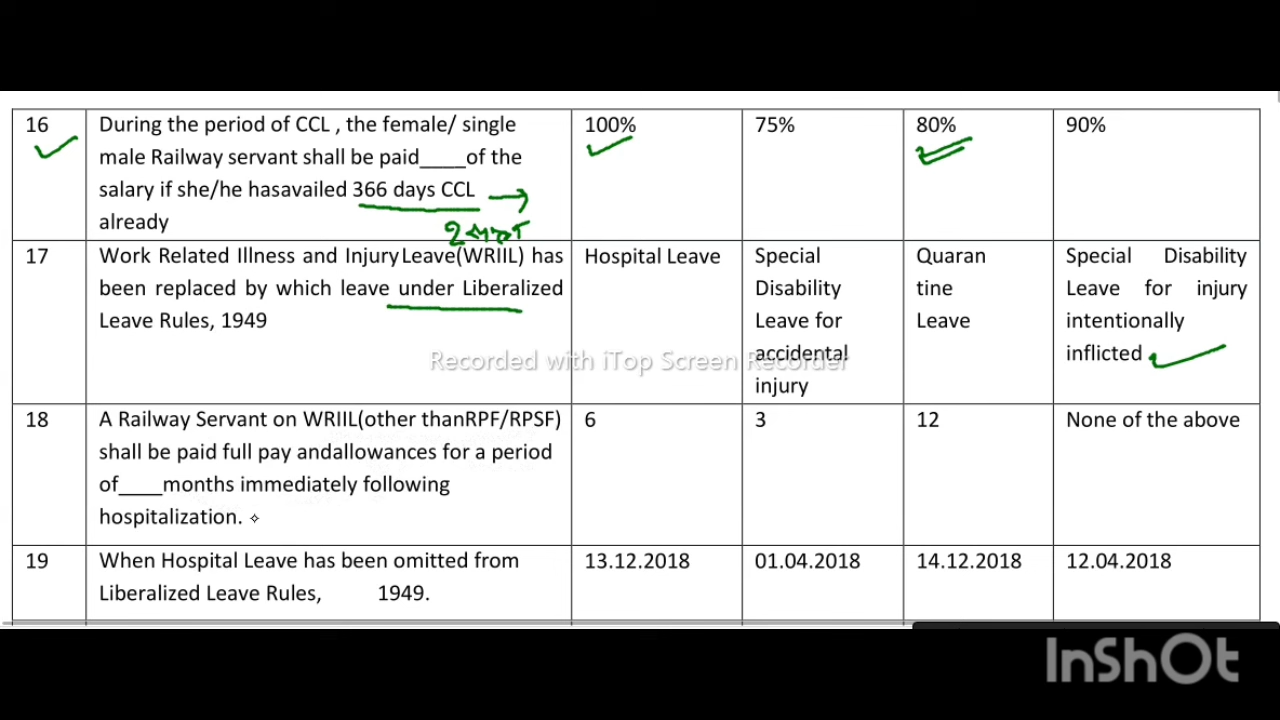 16 During the period of CCL , the female/ single 100% 75% 80% 90%
male Railway servant shall be paid____of the
salary if she/he hasavailed 366 days CCL
already
17 Work Related Illness and InjuryLeave(WRIIL) has Hospital Leave Special Quaran Special Disability
been replaced by which leave under Liberalized Disability tine Leave for injury
Leave Rules, 1949 Leave for Leave intentionally
accidental inflicted
injury
Recorded with iTop Screen Recorder
18 A Railway Servant on WRIIL(other thanRPF/RPSF) 6 3 12 None of the above
shall be paid full pay andallowances for a period
of____months immediately following
hospitalization.
19 When Hospital Leave has been omitted from 13.12.2018 01.04.2018 14.12.2018 12.04.2018
Liberalized Leave Rules, 1949.
InShOt